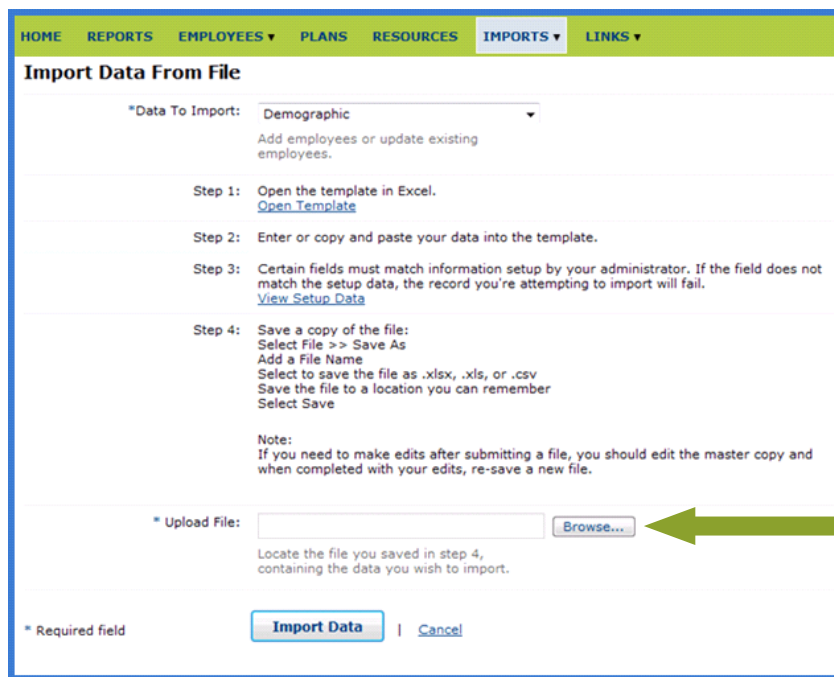 HOME REPORTS EMPLOYEES ▾ PLANS RESOURCES IMPORTS ▾ LINKS ▾
Import Data From File
*Data To Import: Demographic
Add employees or update existing
employees.
Step 1: Open the template in Excel.
Open Template
Step 2: Enter or copy and paste your data into the template.
Step 3: Certain fields must match information setup by your administrator. If the field does not
match the setup data, the record you're attempting to import will fail.
View Setup Data
Step 4: Save a copy of the file:
Select File >> Save As
Add a File Name
Select to save the file as .xlsx, .xls, or .csv
Save the file to a location you can remember
Select Save
Note:
If you need to make edits after submitting a file, you should edit the master copy and
when completed with your edits, re-save a new file.
* Upload File: Browse...
Locate the file you saved in step 4,
containing the data you wish to import.
* Required field Import Data | Cancel